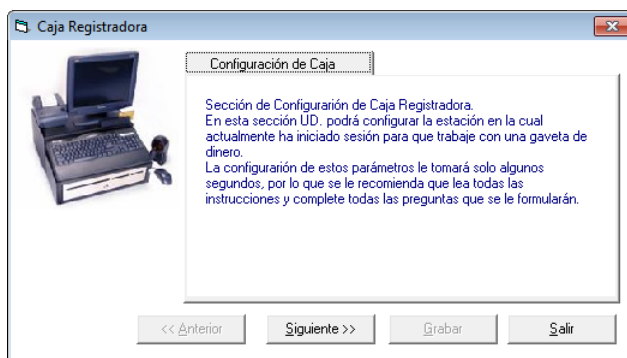 Caja Registradora
Configuración de Caja
Sección de Configurarión de Caja Registradora.
En esta sección UD. podrá configurar la estación en la cual
actualmente ha iniciado sesión para que trabaje con una gaveta de
dinero.
La configurarión de estos parámetros le tomará solo algunos
segundos, por lo que se le recomienda que lea todas las
instrucciones y complete todas las preguntas que se le formularán.
<< Anterior Siguiente >> Grabar Salir